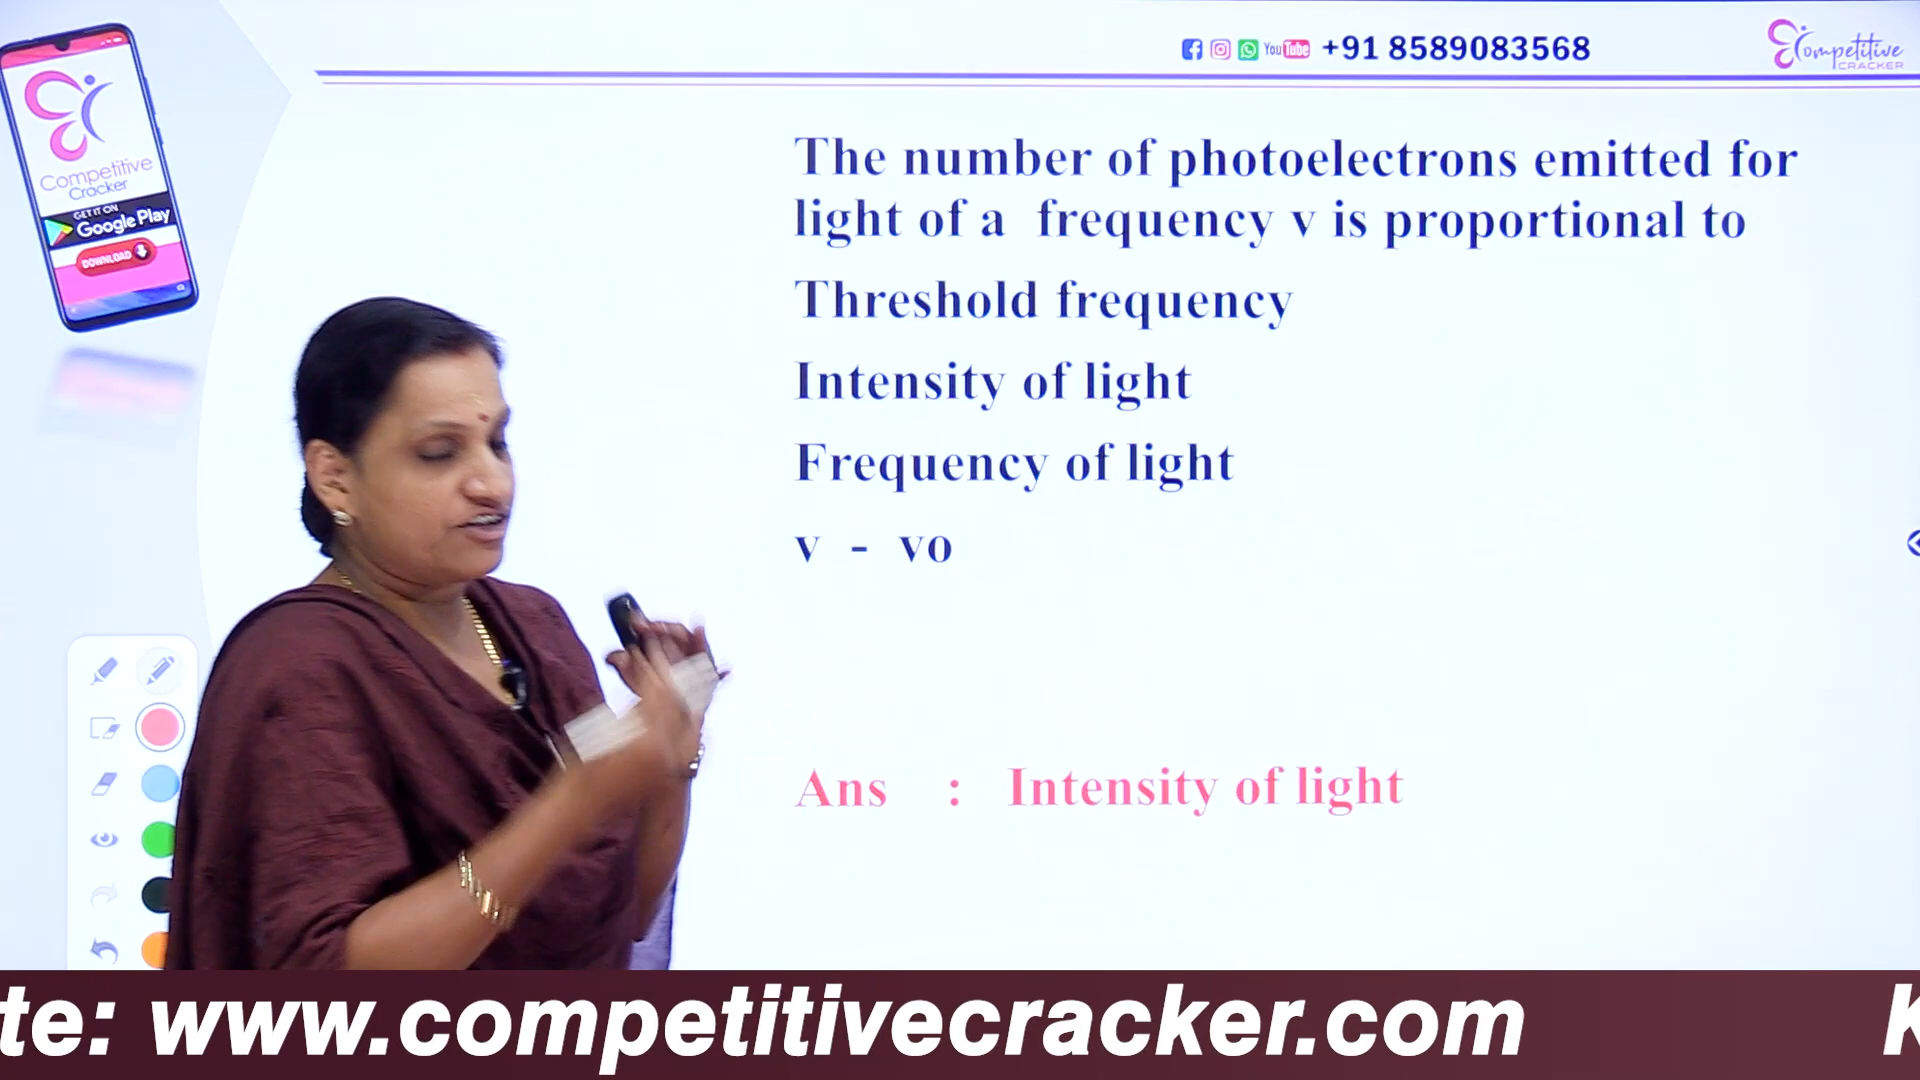 YouTube +91 8589083568
Competitive
CRACKER
Competitive
Cracker
GET IT ON
Google Play
DOWNLOAD
The number of photoelectrons emitted for
light of a frequency v is proportional to
Threshold frequency
Intensity of light
Frequency of light
v - vo
Ans : Intensity of light
te: www.competitivecracker.com K